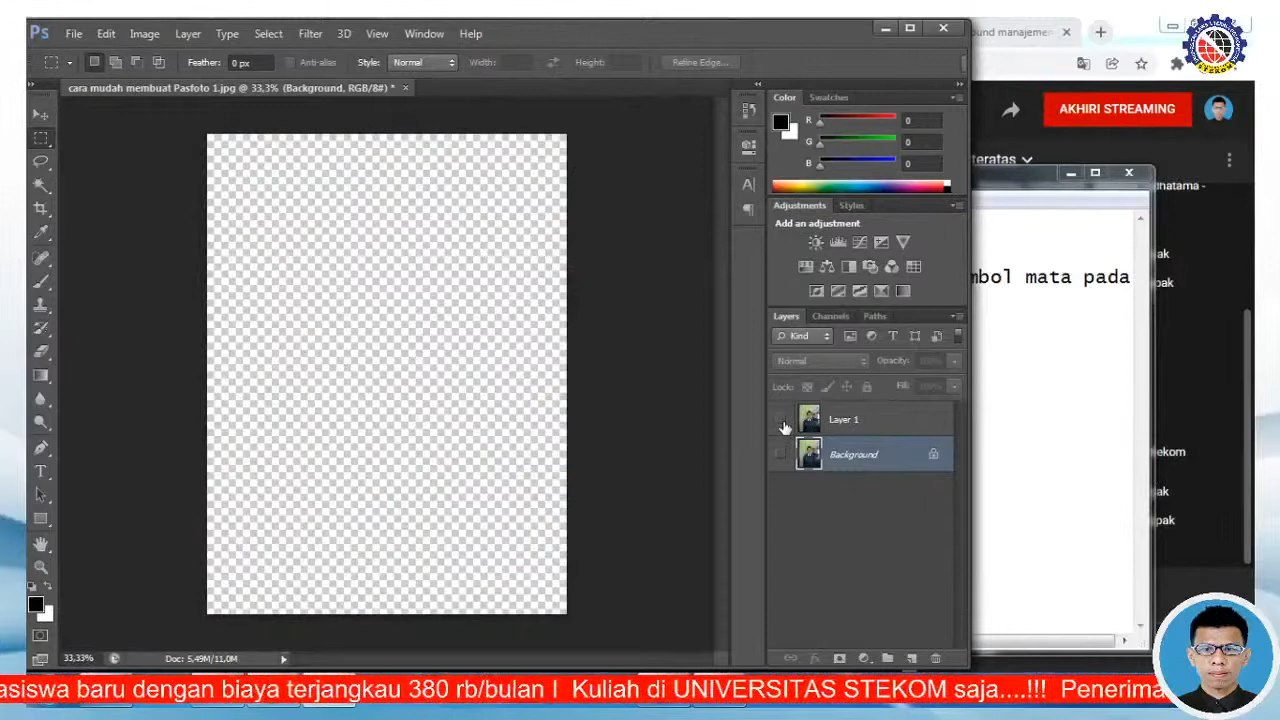 Ps File Edit Image Layer Type Select Filter 3D View Window Help
Feather: 0 px Anti-alias Style: Normal Width: Height: Refine Edge...
cara mudah membuat Pasfoto 1.jpg @ 33,3% (Background, RGB/8#) * ×
Color Swatches
R 0
G 0
B 0
Adjustments Styles
Add an adjustment
Layers Channels Paths
Kind
Normal Opacity: 100%
Lock: Fill: 100%
Layer 1
Background
33,33% Doc: 5,49M/11,0M
AKHIRI STREAMING
teratas
mbol mata pada
STEKOM
dengan biaya terjangkau 380 rb/bulan I Kuliah di UNIVERSITAS STEKOM saja....!!!